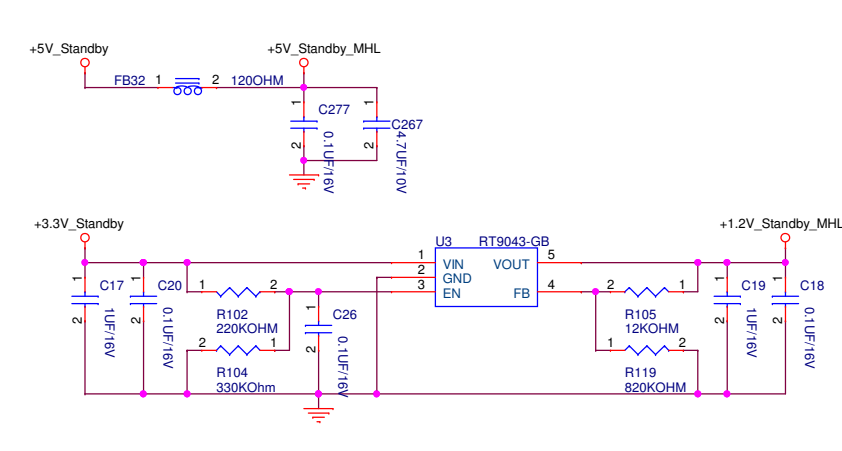 +5V_Standby
+5V_Standby_MHL
FB32 1 2 120OHM
1
C277
2
0.1UF/16V
1
C267
2
4.7UF/10V
+3.3V_Standby
+1.2V_Standby_MHL
U3 RT9043-GB
1 VIN VOUT 5
2 GND
3 EN FB 4
1
C17
2
1UF/16V
1
C20
2
0.1UF/16V
1 2
R102
220KOHM
2 1
R104
330KOhm
1
C26
2
0.1UF/16V
2 1
R105
12KOHM
1 2
R119
820KOHM
1
C19
2
1UF/16V
1
C18
2
0.1UF/16V